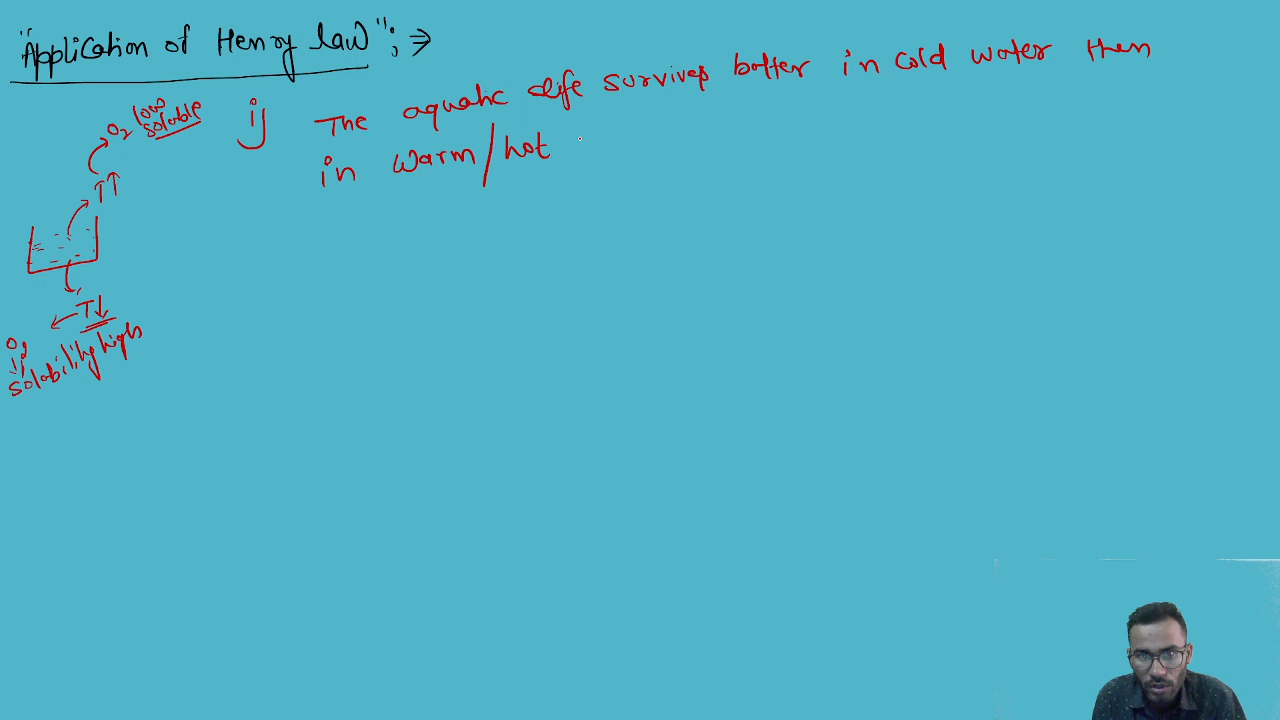 "Application of Henry law"; ⇒
i) The aquatic life survives better in cold water then
in warm/hot
O2 low
soluble
T↑↑
T↓
O2
solubility high